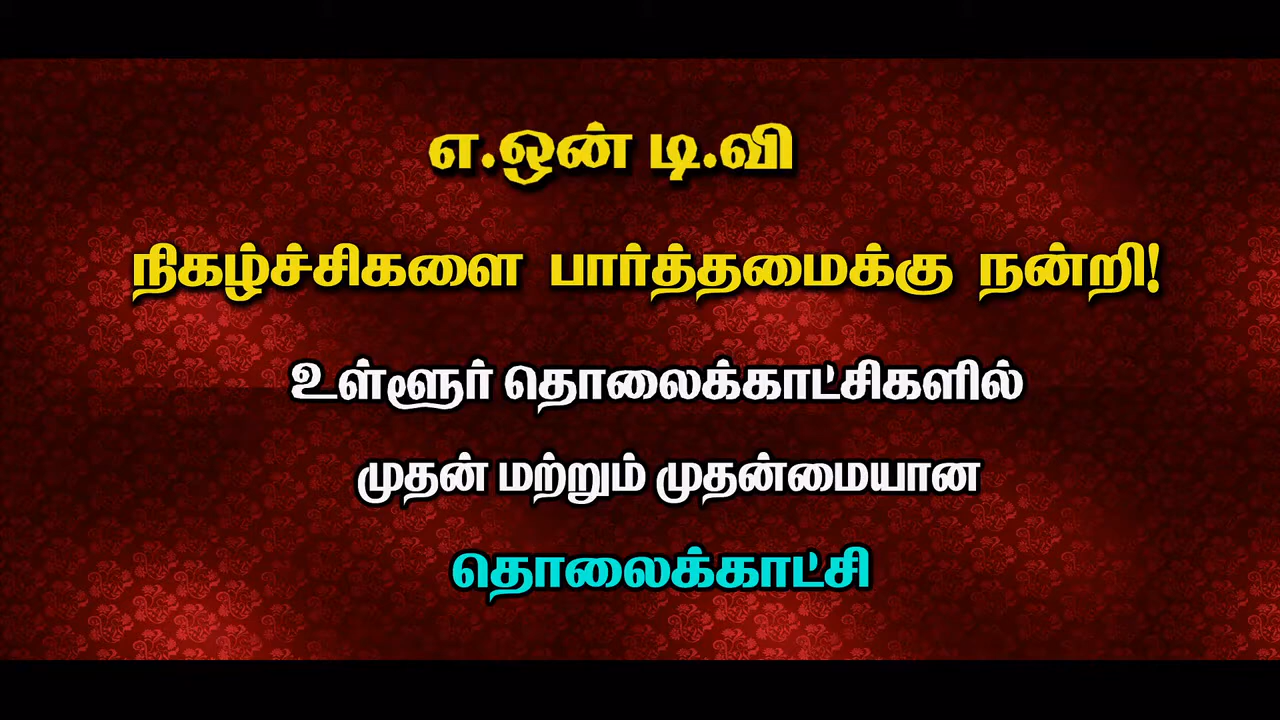 எ.ஒன் டி.வி
நிகழ்ச்சிகளை பார்த்தமைக்கு நன்றி!
உள்ளூர் தொலைக்காட்சிகளில்
முதன் மற்றும் முதன்மையான
தொலைக்காட்சி